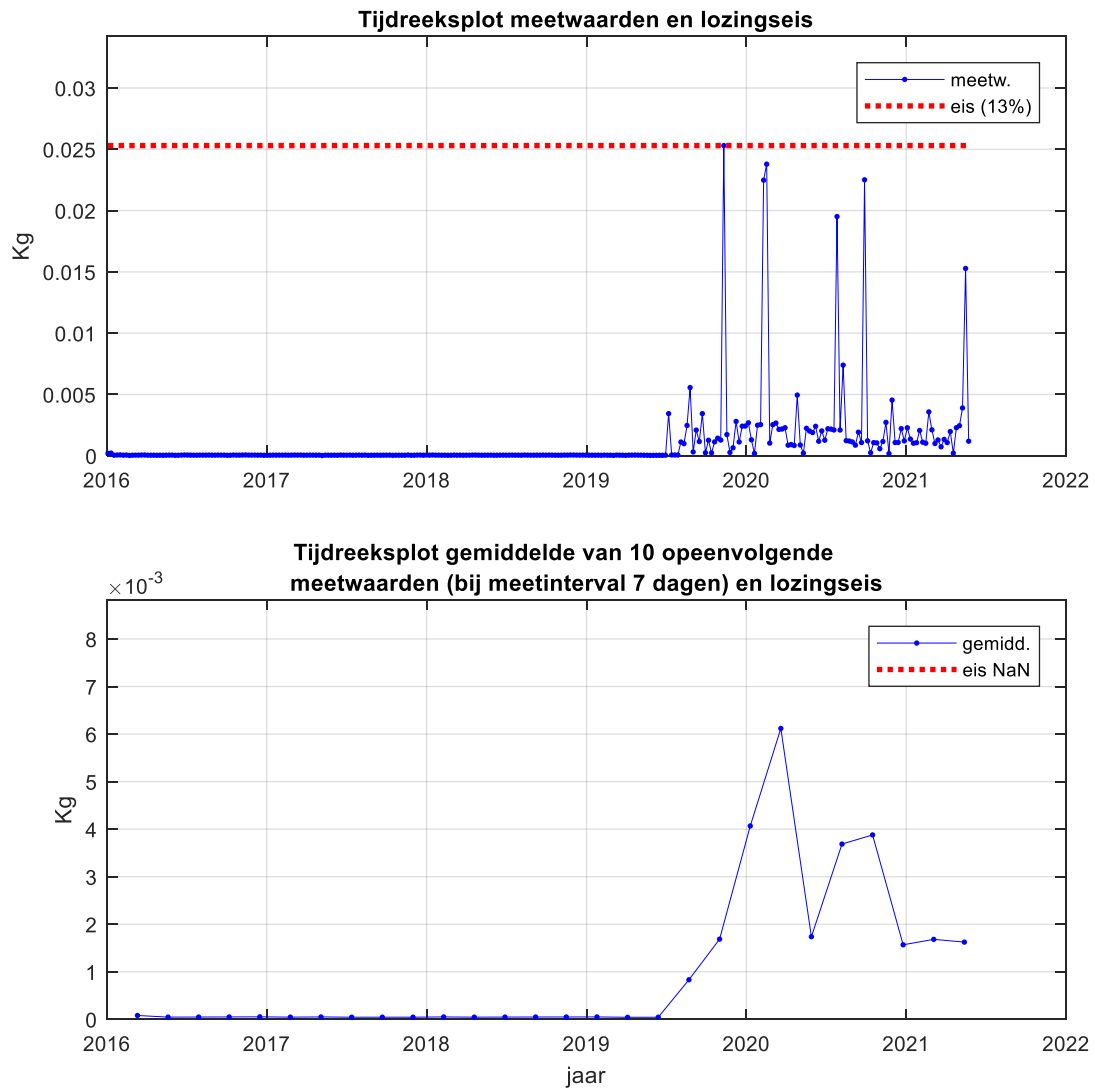 Tijdreeksplot meetwaarden en lozingseis
meetw.
eis (13%)
0.03
0.025
0.02
0.015
0.01
0.005
0
Kg
2016 2017 2018 2019 2020 2021 2022
Tijdreeksplot gemiddelde van 10 opeenvolgende
meetwaarden (bij meetinterval 7 dagen) en lozingseis
×10-3
gemidd.
eis NaN
8
7
6
5
4
3
2
1
0
Kg
2016 2017 2018 2019 2020 2021 2022
jaar